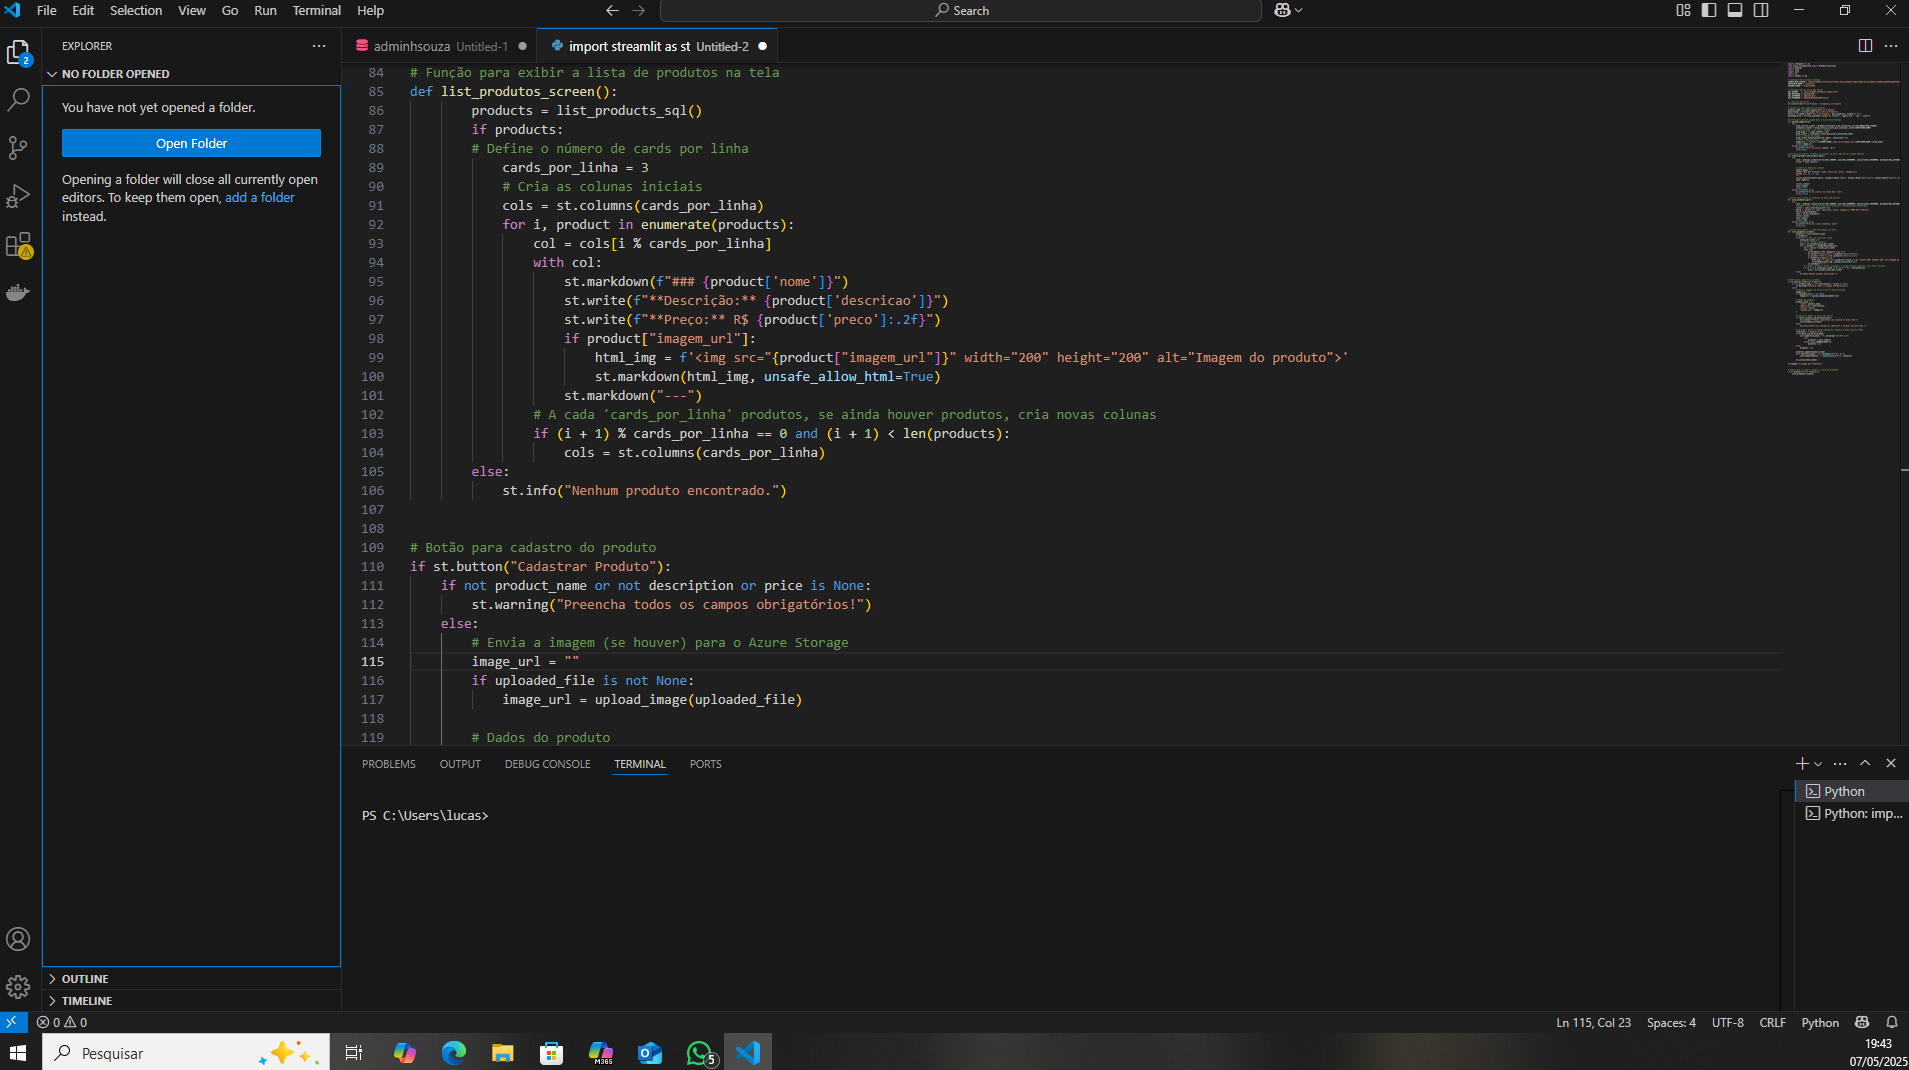 File Edit Selection View Go Run Terminal Help
Search
EXPLORER
NO FOLDER OPENED
You have not yet opened a folder.
Open Folder
Opening a folder will close all currently open
editors. To keep them open, add a folder
instead.
OUTLINE
TIMELINE
2
adminhsouza Untitled-1
import streamlit as st Untitled-2
84 # Função para exibir a lista de produtos na tela
85 def list_produtos_screen():
86 products = list_products_sql()
87 if products:
88 # Define o número de cards por linha
89 cards_por_linha = 3
90 # Cria as colunas iniciais
91 cols = st.columns(cards_por_linha)
92 for i, product in enumerate(products):
93 col = cols[i % cards_por_linha]
94 with col:
95 st.markdown(f"### {product['nome']}")
96 st.write(f"**Descrição:** {product['descricao']}")
97 st.write(f"**Preço:** R$ {product['preco']:.2f}")
98 if product["imagem_url"]:
99 html_img = f'<img src="{product["imagem_url"]}" width="200" height="200" alt="Imagem do produto">'
100 st.markdown(html_img, unsafe_allow_html=True)
101 st.markdown("---")
102 # A cada 'cards_por_linha' produtos, se ainda houver produtos, cria novas colunas
103 if (i + 1) % cards_por_linha == 0 and (i + 1) < len(products):
104 cols = st.columns(cards_por_linha)
105 else:
106 st.info("Nenhum produto encontrado.")
107
108
109 # Botão para cadastro do produto
110 if st.button("Cadastrar Produto"):
111 if not product_name or not description or price is None:
112 st.warning("Preencha todos os campos obrigatórios!")
113 else:
114 # Envia a imagem (se houver) para o Azure Storage
115 image_url = ""
116 if uploaded_file is not None:
117 image_url = upload_image(uploaded_file)
118
119 # Dados do produto
PROBLEMS OUTPUT DEBUG CONSOLE TERMINAL PORTS
PS C:\Users\lucas>
Python
Python: imp...
0 0
Ln 115, Col 23 Spaces: 4 UTF-8 CRLF Python
Pesquisar
M365
5
19:43
07/05/2025